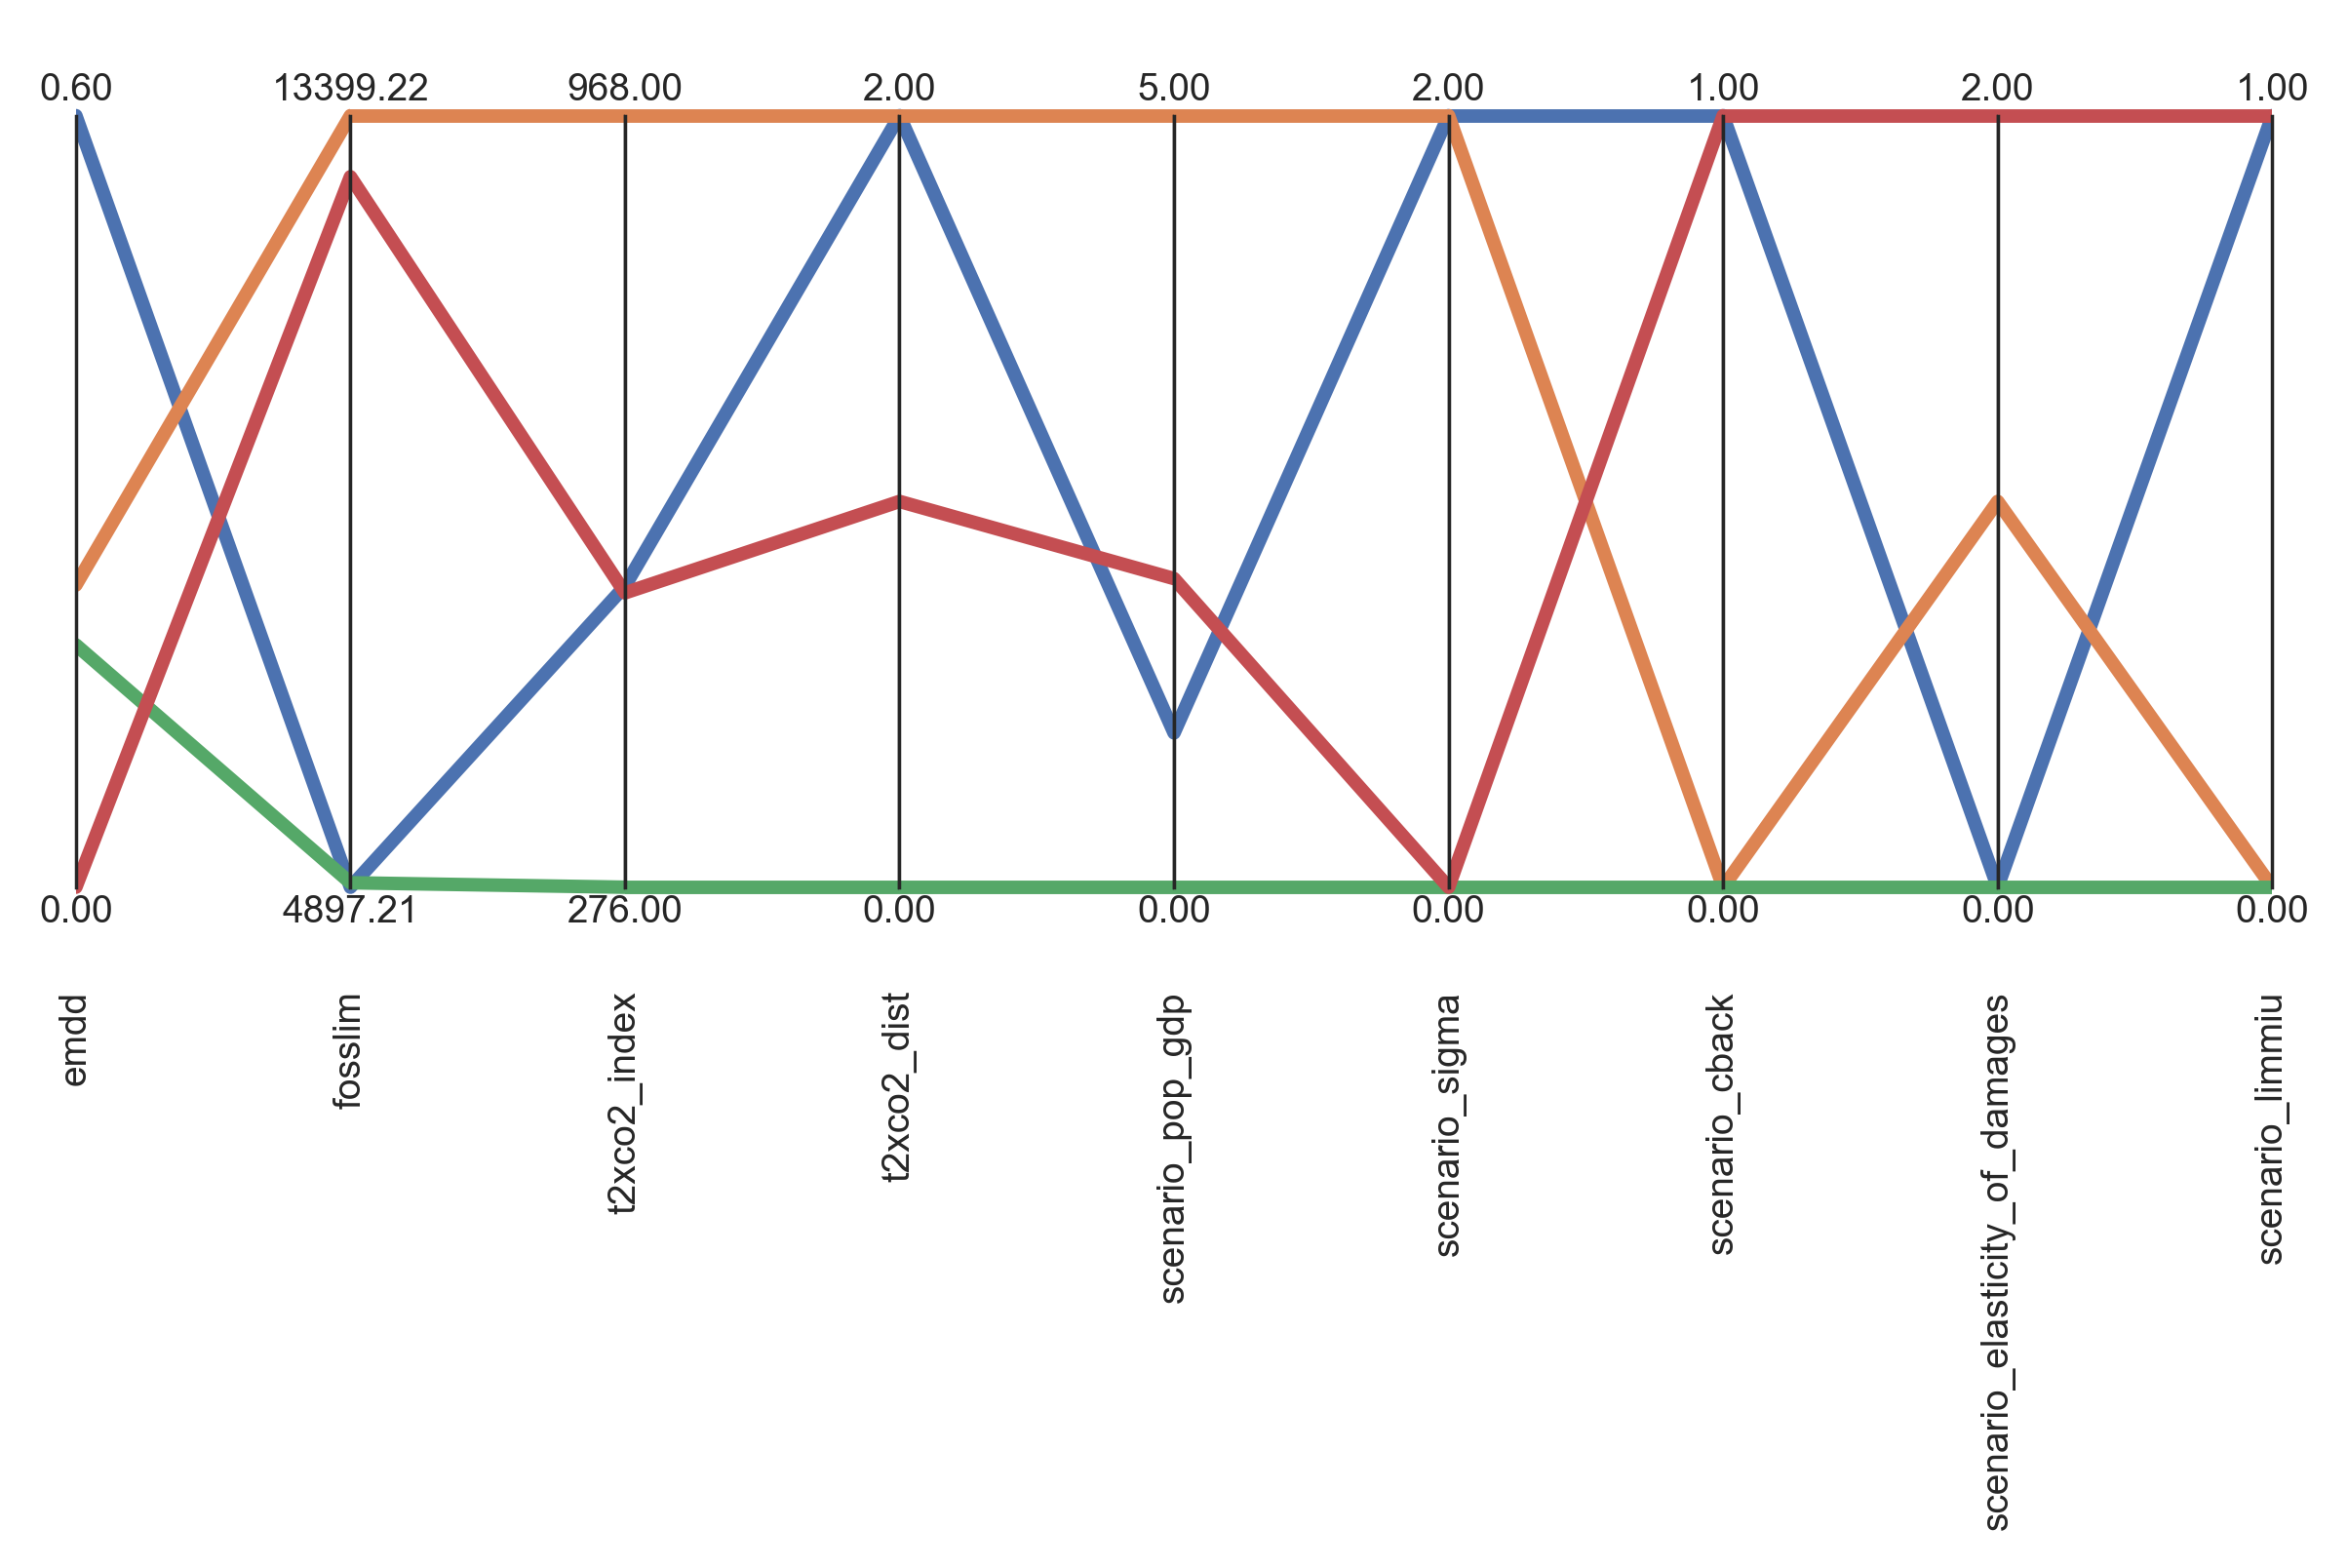 0.60 13399.22 968.00 2.00 5.00 2.00 1.00 2.00 1.00
0.00 4897.21 276.00 0.00 0.00 0.00 0.00 0.00 0.00
emdd
fosslim
t2xco2_index
t2xco2_dist
scenario_pop_gdp
scenario_sigma
scenario_cback
scenario_elasticity_of_damages
scenario_limmiu